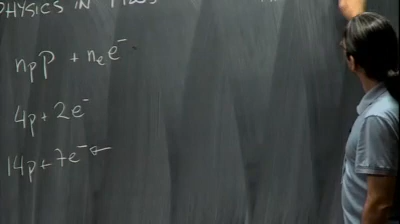 PHYSICS IN
nₚp + nₑe⁻
4p + 2e⁻
14p + 7e⁻ ←